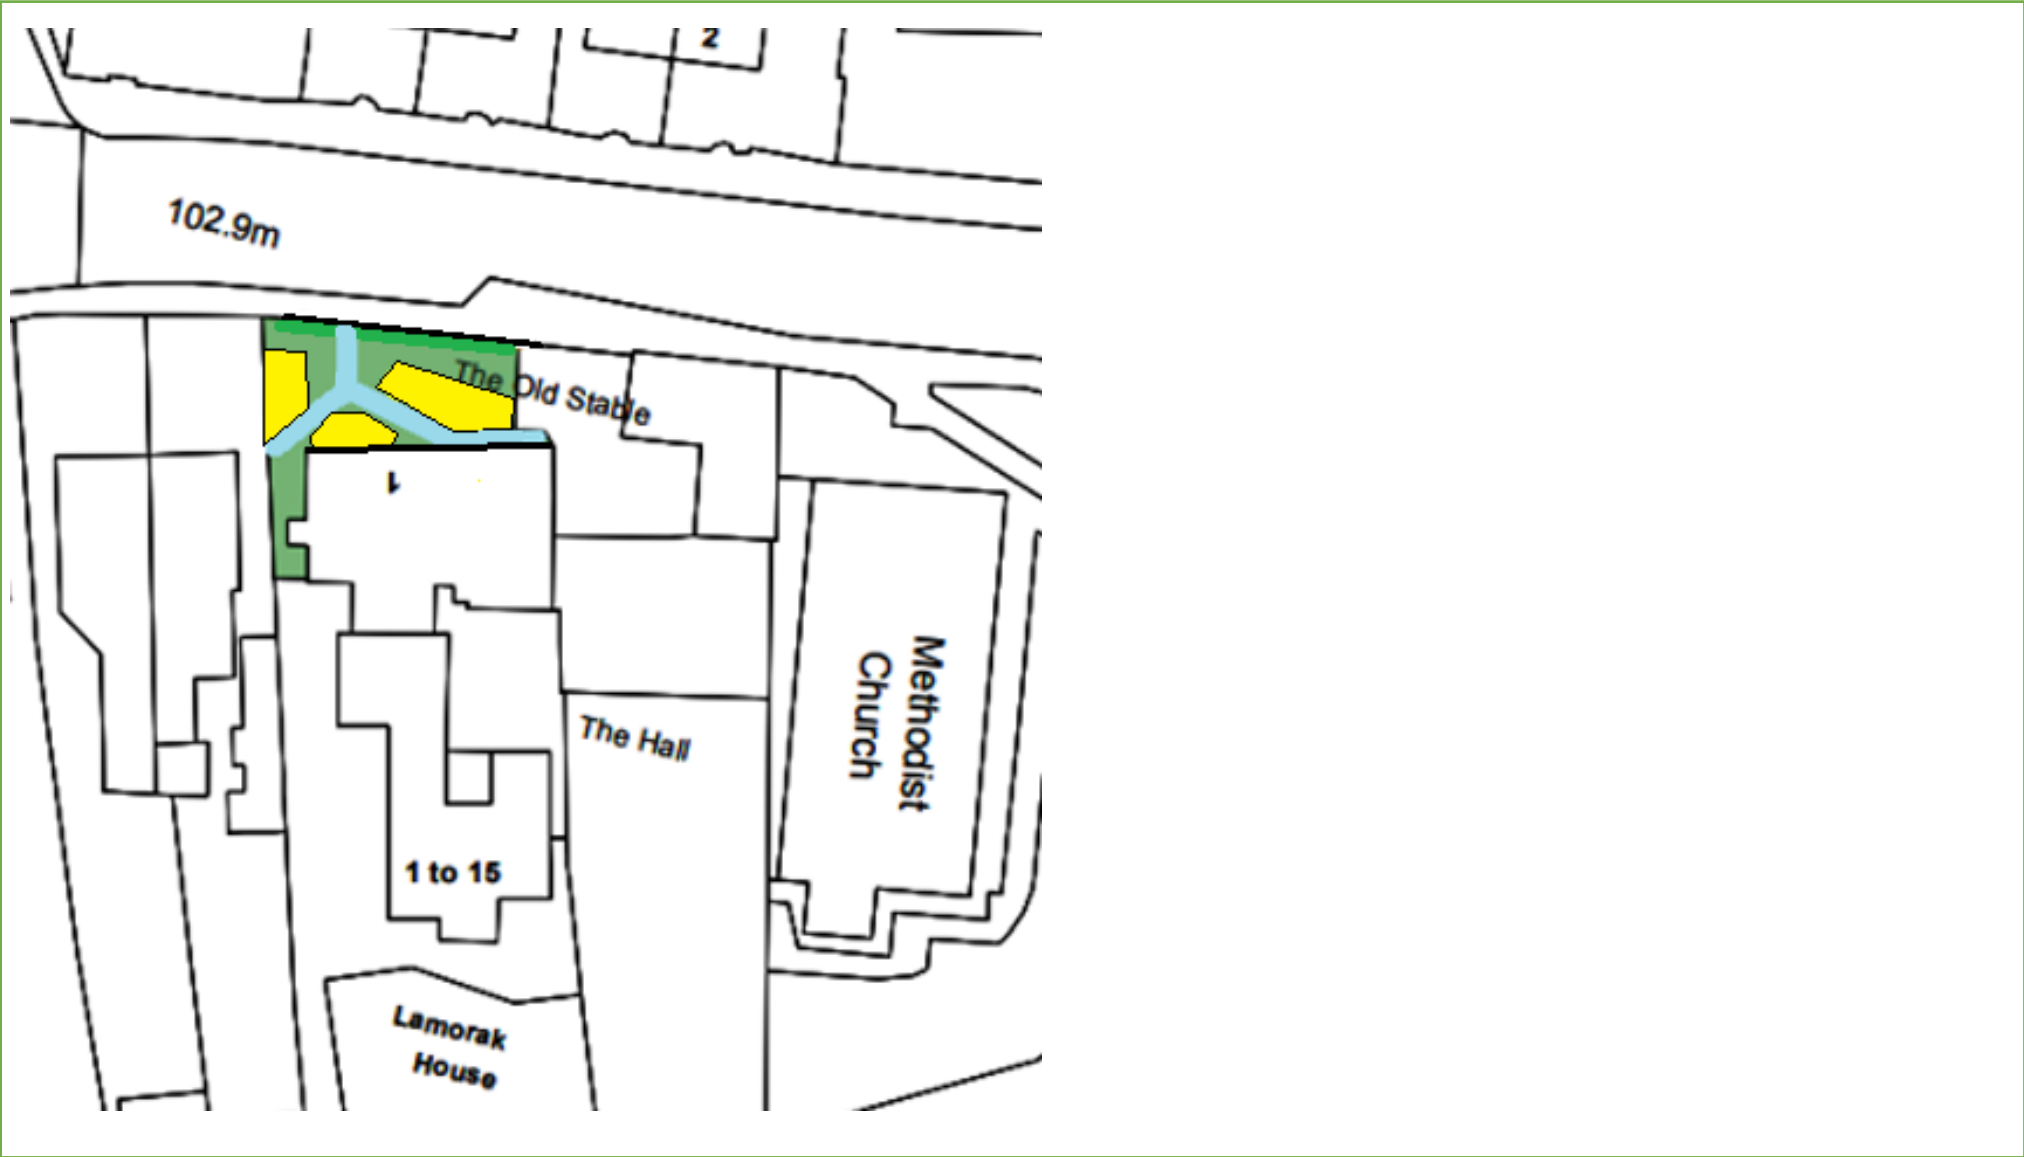 2
102.9m
The Old Stable
1
Methodist
Church
The Hall
1 to 15
Lamorak
House